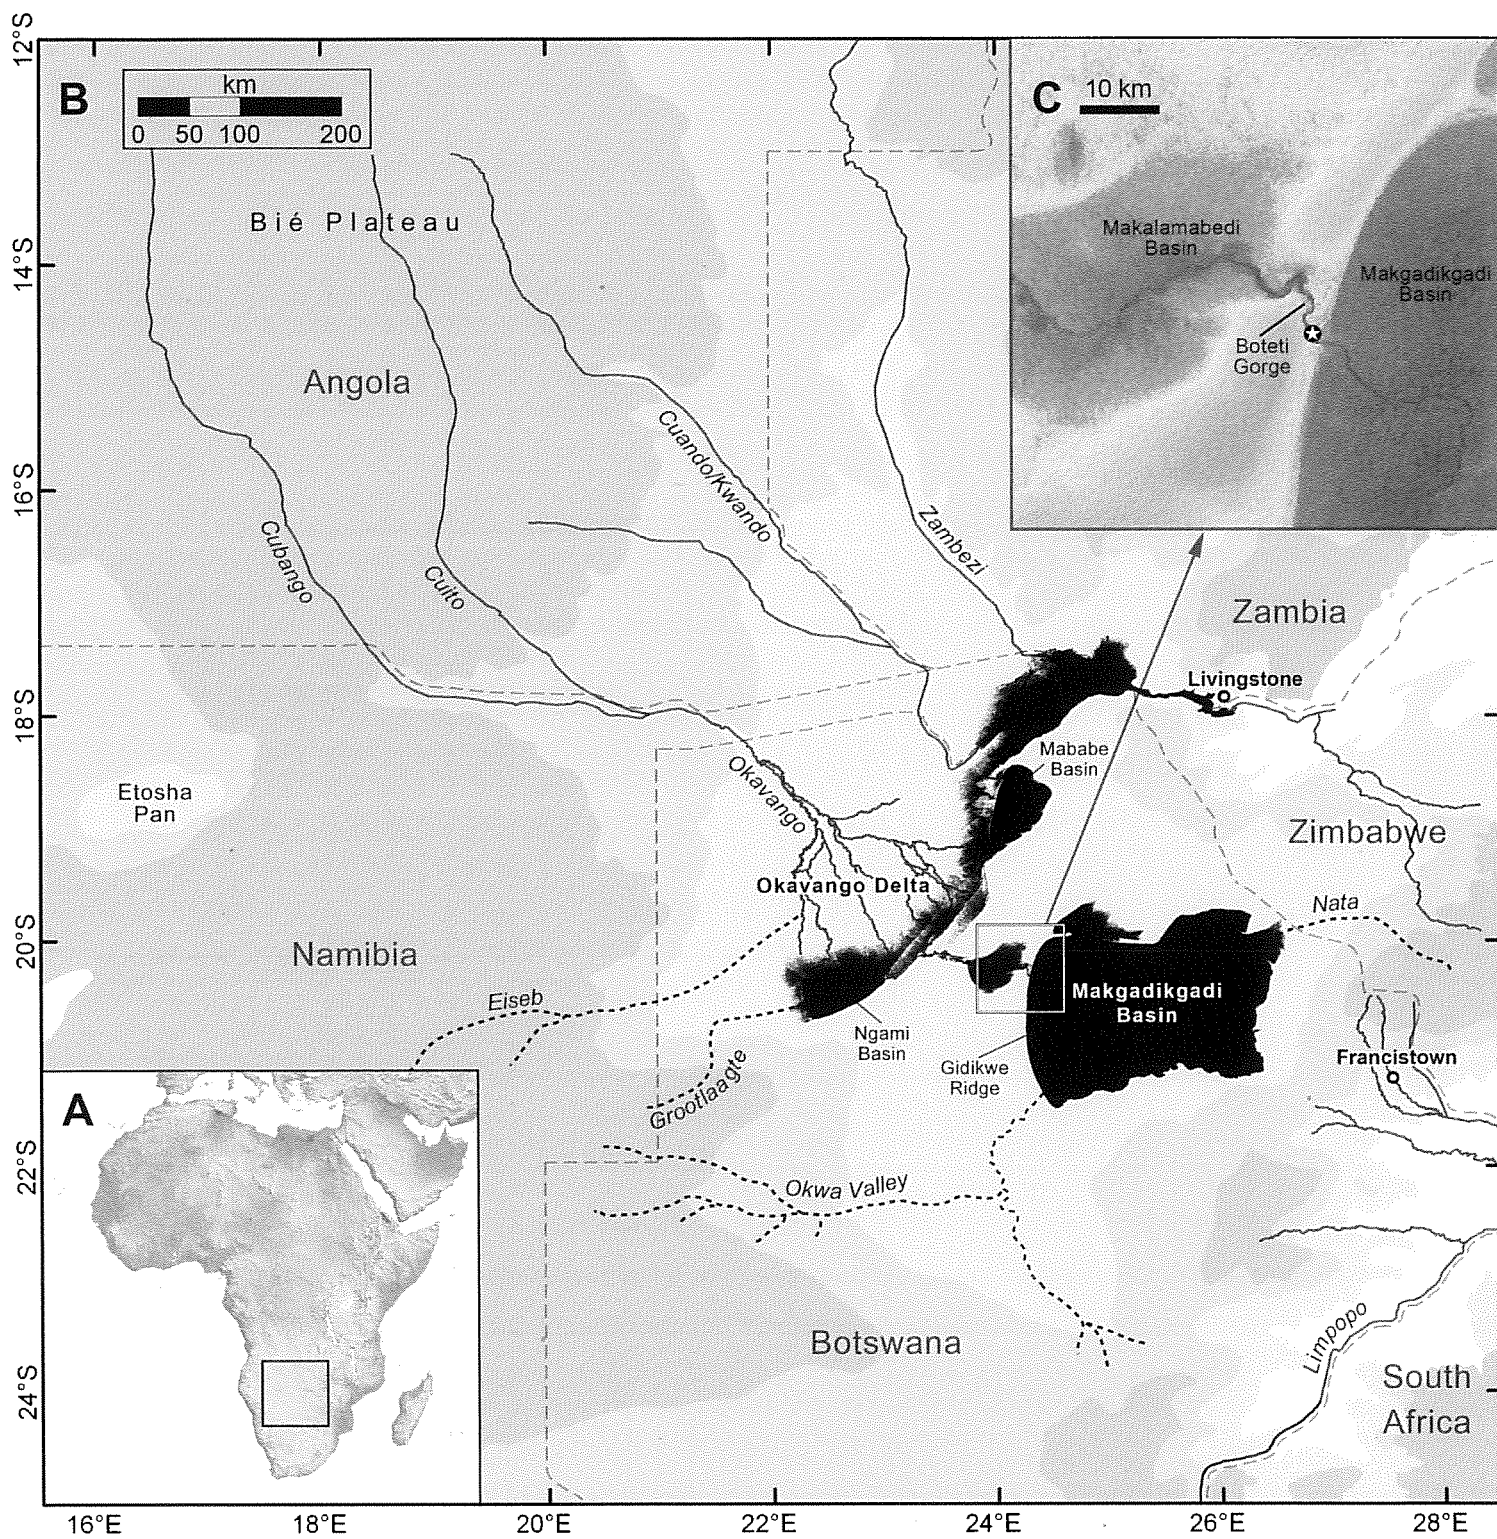 12°S
14°S
16°S
18°S
20°S
22°S
24°S
B
km
0 50 100 200
Bié Plateau
Angola
Cubango
Cuito
Cuando/Kwando
Zambezi
C
10 km
Makalamabedi
Basin
Makgadikgadi
Basin
Boteti
Gorge
Zambia
Livingstone
Mababe
Basin
Etosha
Pan
Okavango
Zimbabwe
Okavango Delta
Nata
Namibia
Eiseb
Makgadikgadi
Basin
Ngami
Basin
Gidikwe
Ridge
Francistown
Grootlaagte
A
Okwa Valley
Botswana
Limpopo
South
Africa
16°E 18°E 20°E 22°E 24°E 26°E 28°E